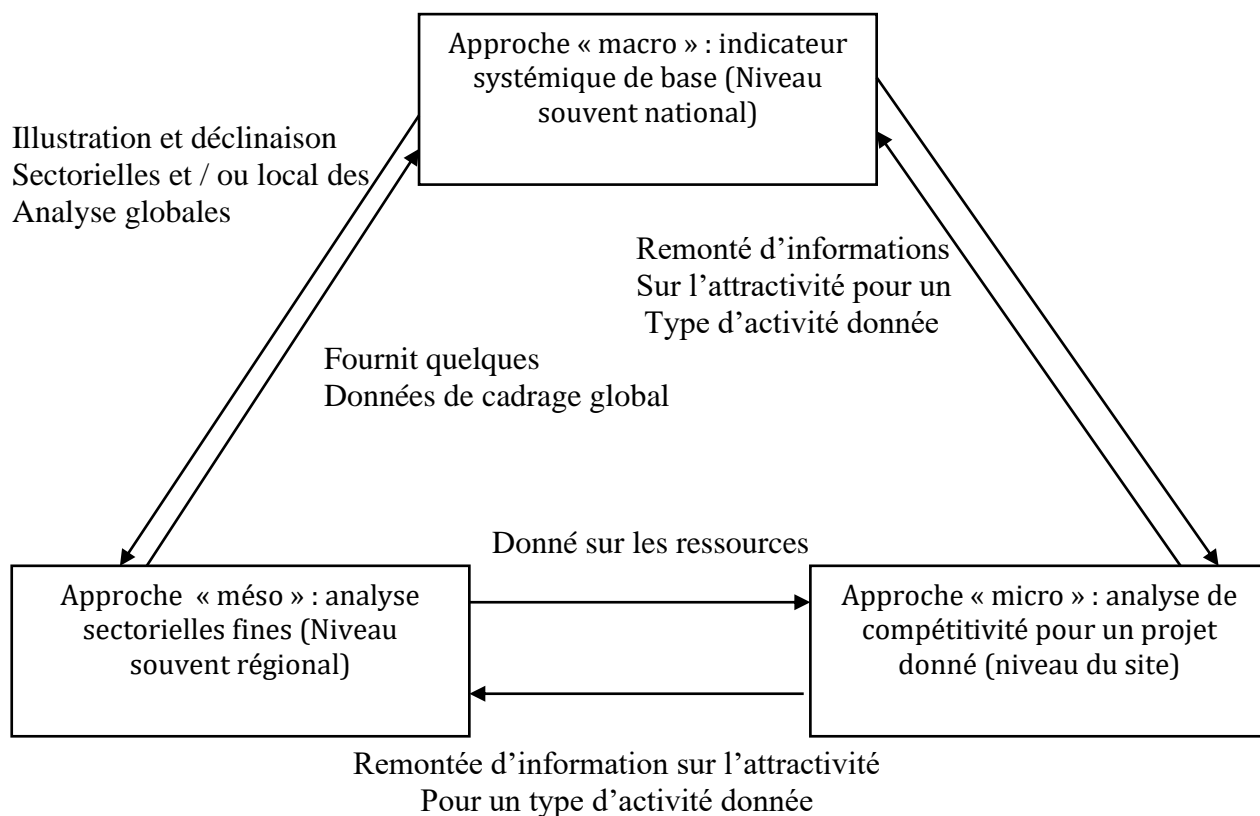 Approche « macro » : indicateur
systémique de base (Niveau
souvent national)
Illustration et déclinaison
Sectorielles et / ou local des
Analyse globales
Remonté d’informations
Sur l’attractivité pour un
Type d’activité donnée
Fournit quelques
Données de cadrage global
Donné sur les ressources
Approche « méso » : analyse
sectorielles fines (Niveau
souvent régional)
Approche « micro » : analyse de
compétitivité pour un projet
donné (niveau du site)
Remontée d’information sur l’attractivité
Pour un type d’activité donnée